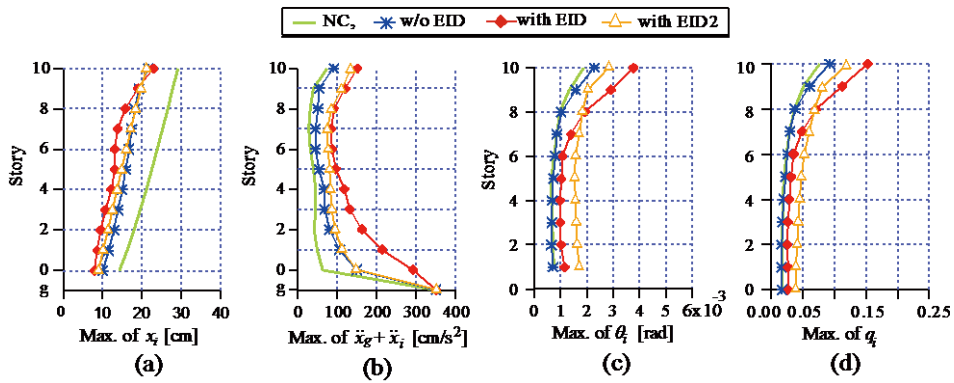 NC₂ w/o EID with EID with EID2
10 8 6 4 2 0 g
Story
0 10 20 30 40
Max. of xᵢ [cm]
(a)
10 8 6 4 2 0 g
Story
0 100 200 300 400
Max. of ẍg + ẍᵢ [cm/s²]
(b)
10 8 6 4 2 0
Story
0 1 2 3 4 5 6x10⁻³
Max. of θᵢ [rad]
(c)
10 8 6 4 2 0
Story
0.00 0.05 0.15 0.25
Max. of qᵢ
(d)